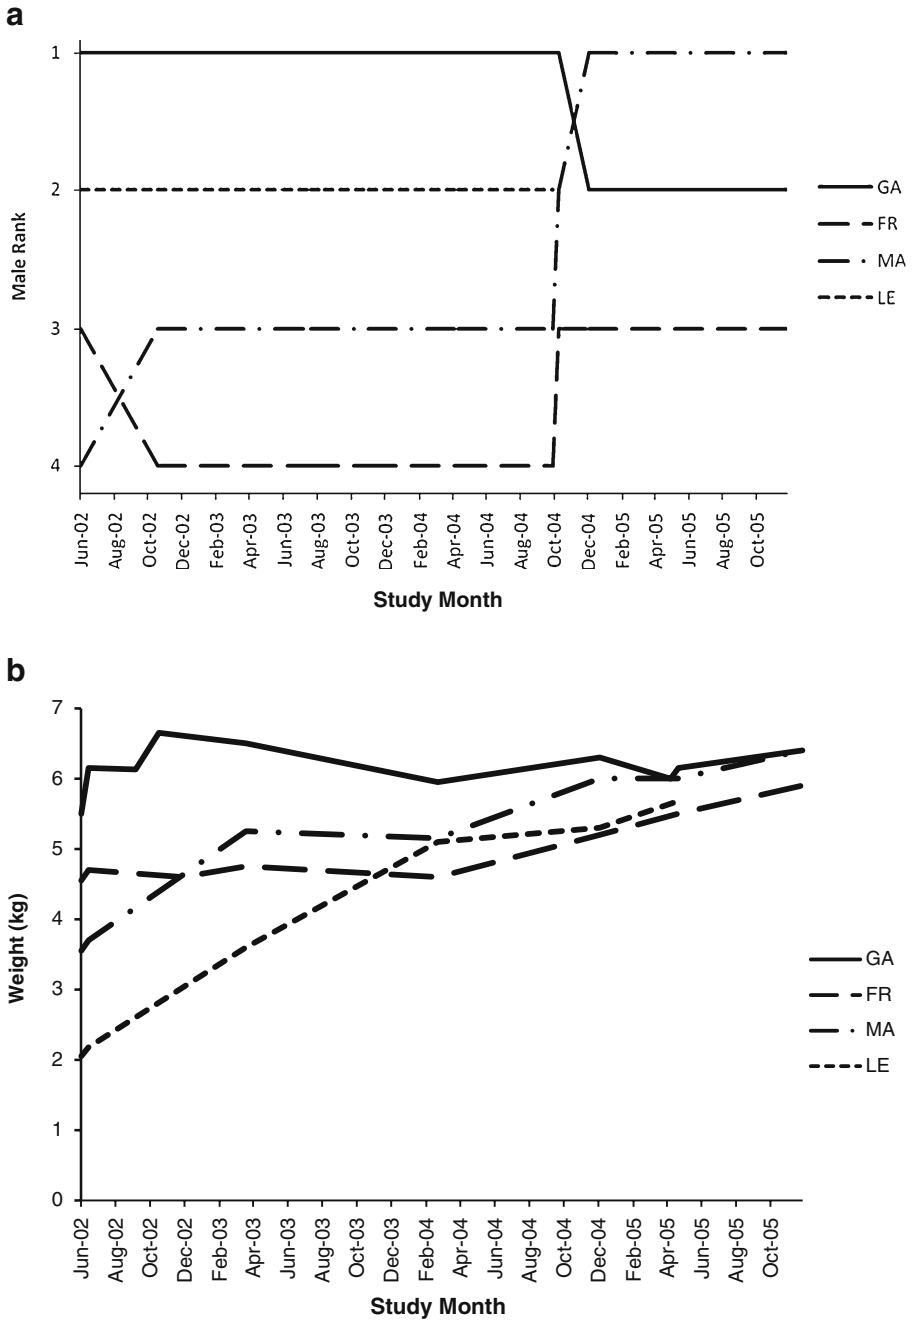 a
1
2
3
4
Male Rank
Jun-02 Aug-02 Oct-02 Dec-02 Feb-03 Apr-03 Jun-03 Aug-03 Oct-03 Dec-03 Feb-04 Apr-04 Jun-04 Aug-04 Oct-04 Dec-04 Feb-05 Apr-05 Jun-05 Aug-05 Oct-05
Study Month
GA
FR
MA
LE
b
7
6
5
4
3
2
1
0
Weight (kg)
Jun-02 Aug-02 Oct-02 Dec-02 Feb-03 Apr-03 Jun-03 Aug-03 Oct-03 Dec-03 Feb-04 Apr-04 Jun-04 Aug-04 Oct-04 Dec-04 Feb-05 Apr-05 Jun-05 Aug-05 Oct-05
Study Month
GA
FR
MA
LE